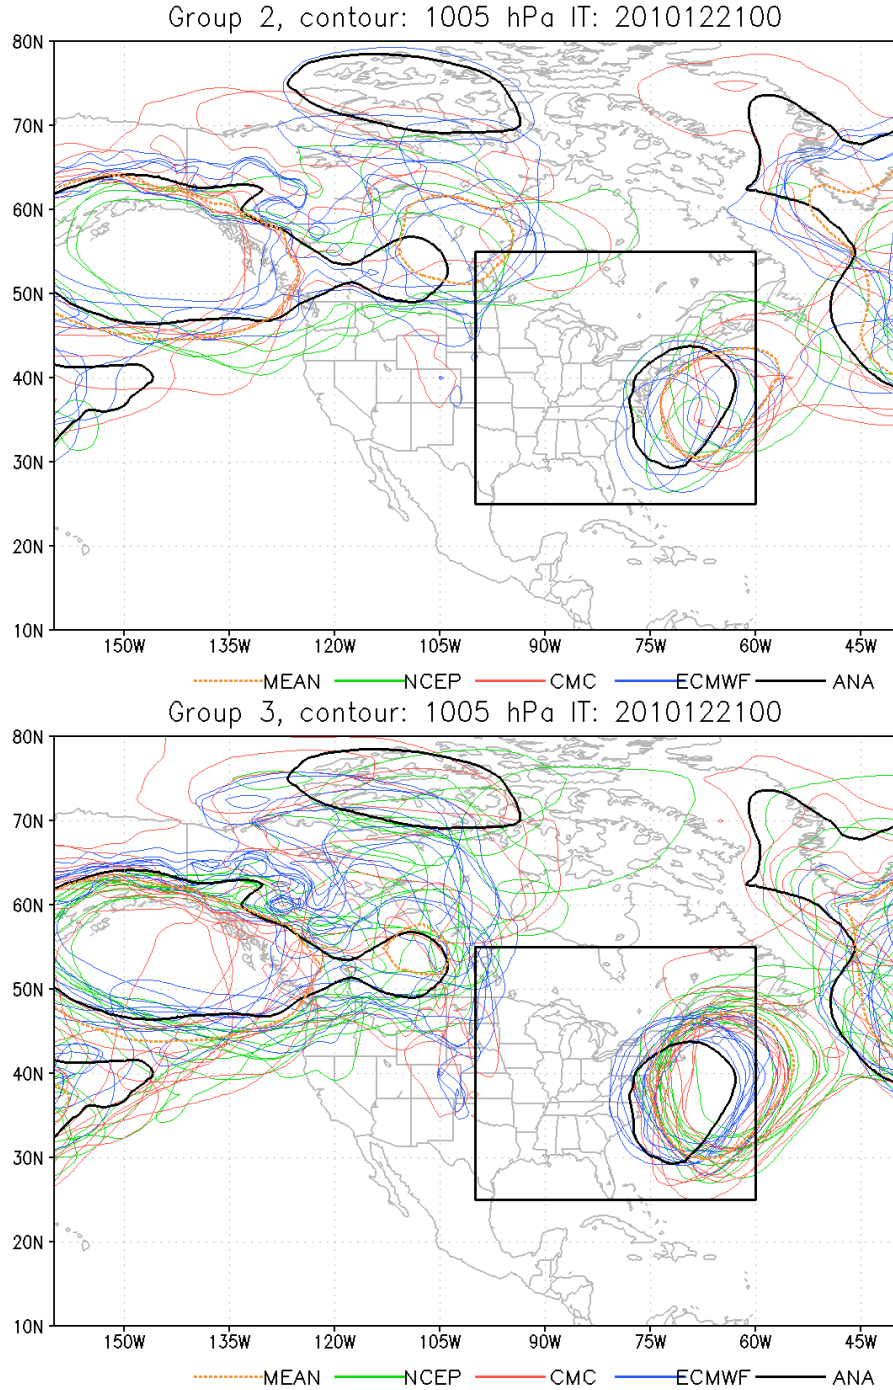 Group 2, contour: 1005 hPa IT: 2010122100
80N
70N
60N
50N
40N
30N
20N
10N
150W 135W 120W 105W 90W 75W 60W 45W
MEAN NCEP CMC ECMWF ANA
Group 3, contour: 1005 hPa IT: 2010122100
80N
70N
60N
50N
40N
30N
20N
10N
150W 135W 120W 105W 90W 75W 60W 45W
MEAN NCEP CMC ECMWF ANA